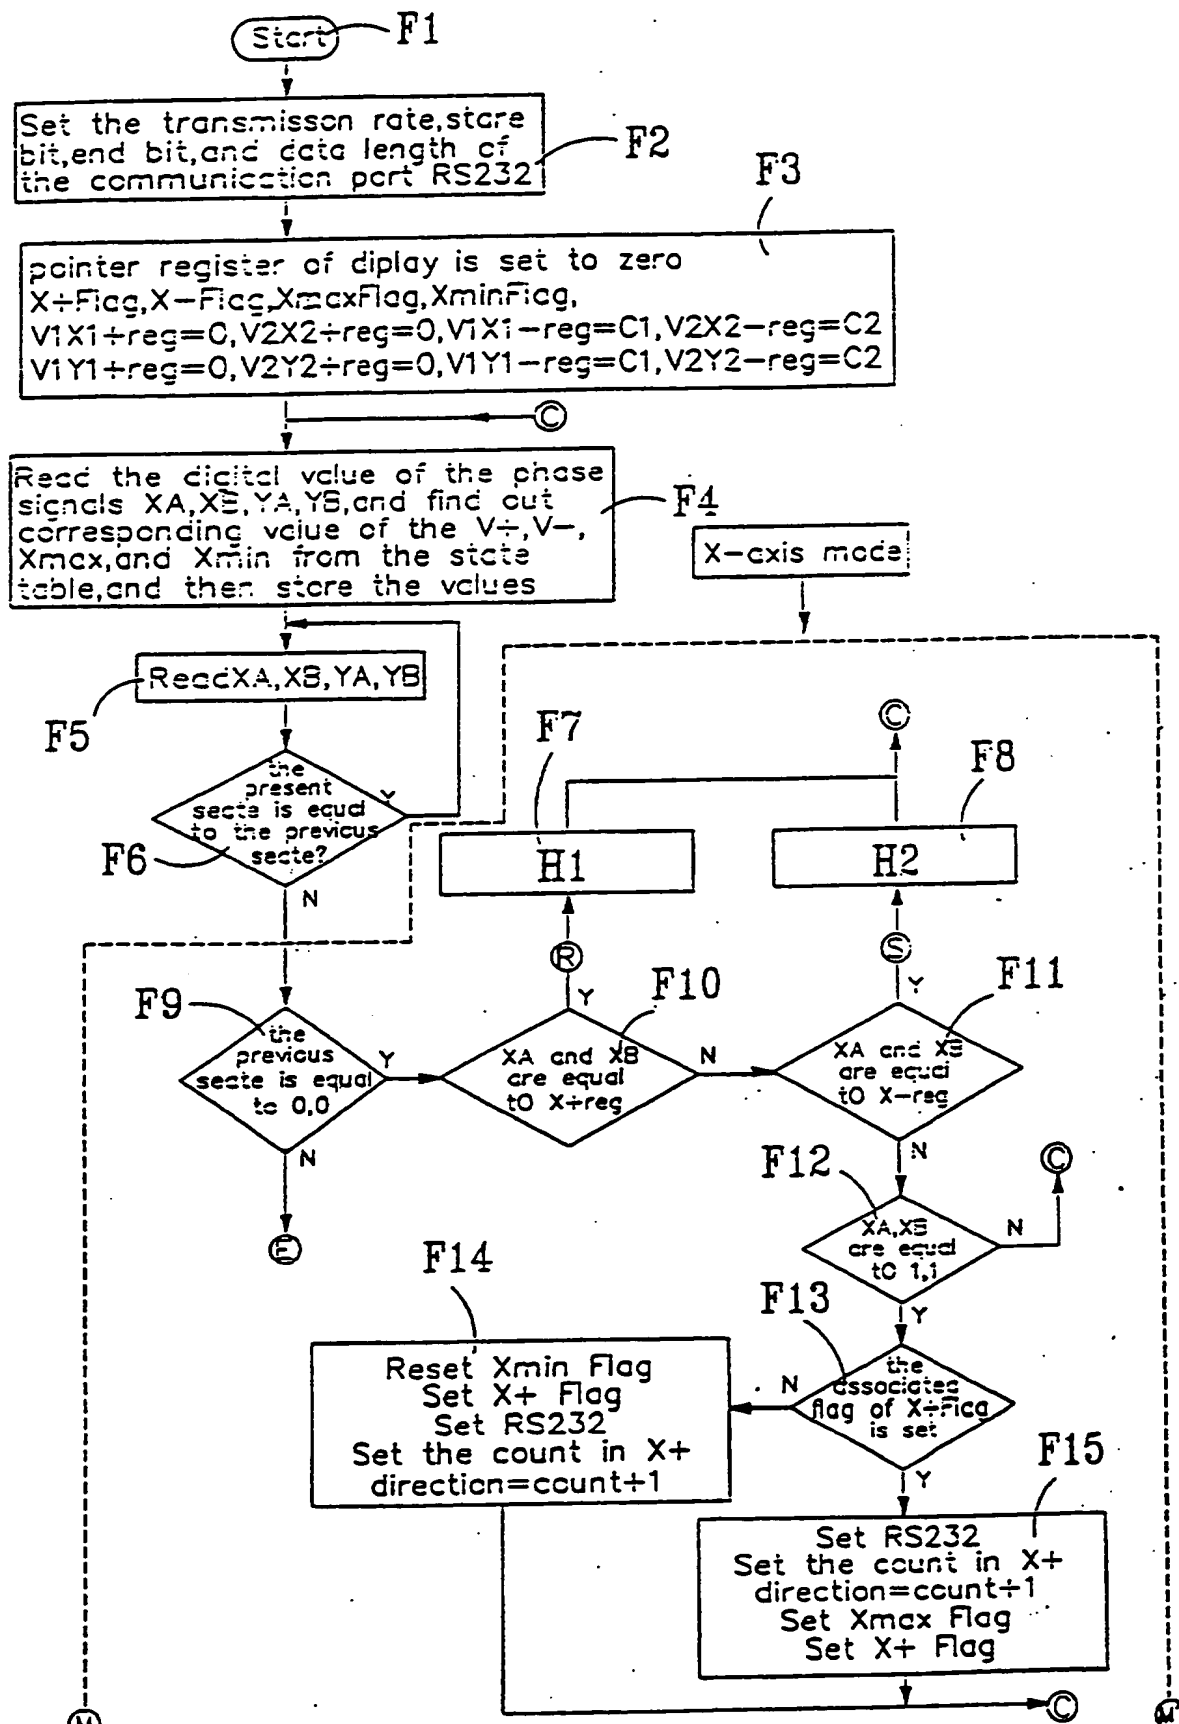 Start
F1
Set the transmisson rate,stare
bit,end bit,and data length of
the communication port RS232
F2
F3
pointer register of diplay is set to zero
X+Flag,X-Flag,XmaxFlag,XminFlag,
V1X1+reg=0,V2X2+reg=0,V1X1-reg=C1,V2X2-reg=C2
V1Y1+reg=0,V2Y2+reg=0,V1Y1-reg=C1,V2Y2-reg=C2
C
Read the digital value of the phase
signals XA,XB,YA,YB,and find out
corresponding value of the V+,V-,
Xmax,and Xmin from the state
table,and then store the values
F4
X-axis mode
ReadXA,XB,YA,YB
F5
the
present
secte is equal
to the previous
secte?
Y
F6
N
F7
H1
C
F8
H2
R
S
F9
the
previous
secte is equal
to 0,0
Y
N
E
F10
Y
XA and XB
are equal
to X+reg
N
F11
Y
XA and XB
are equal
to X-reg
N
F12
XA,XB
are equal
to 1,1
N
C
Y
F13
the
associated
flag of X+Flag
is set
N
Y
F14
Reset Xmin Flag
Set X+ Flag
Set RS232
Set the count in X+
direction=count+1
F15
Set RS232
Set the count in X+
direction=count+1
Set Xmax Flag
Set X+ Flag
C
M
M'